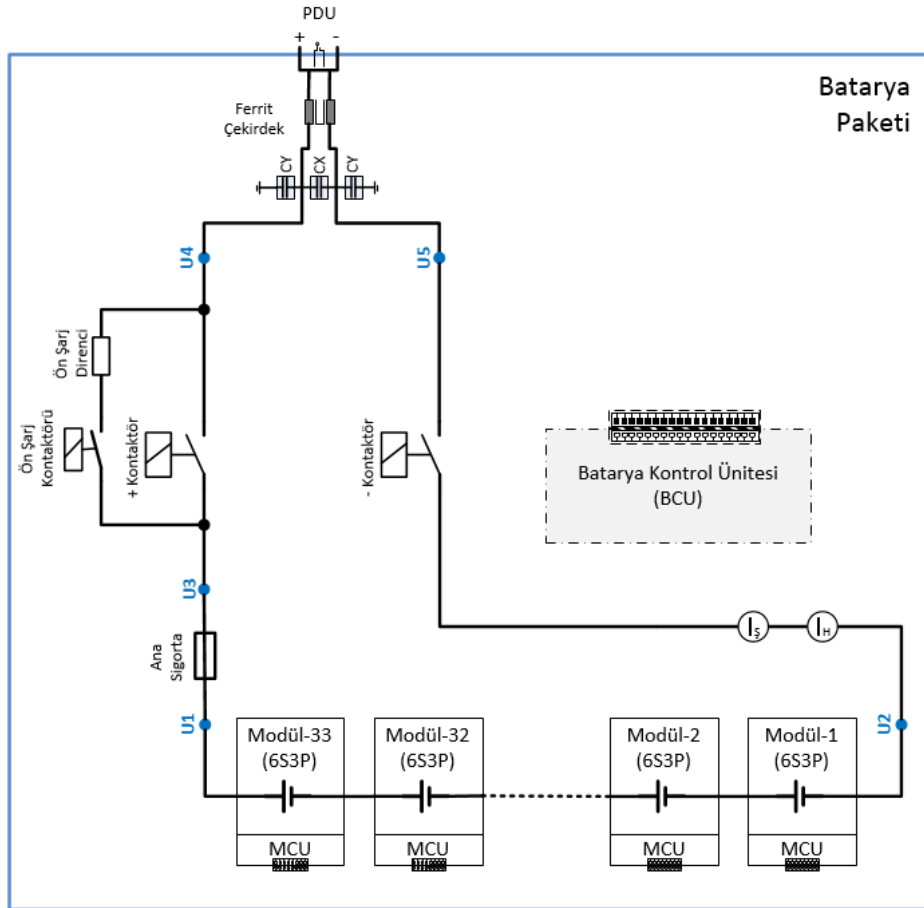 PDU
+ -
Batarya
Paketi
Ferrit
Çekirdek
CY
CX
CY
U4
U5
Ön Şarj
Direnci
Ön Şarj
Kontaktörü
+ Kontaktör
- Kontaktör
Batarya Kontrol Ünitesi
(BCU)
U3
Ana
Sigorta
IŞ
IH
U1
U2
Modül-33
(6S3P)
Modül-32
(6S3P)
Modül-2
(6S3P)
Modül-1
(6S3P)
MCU
MCU
MCU
MCU